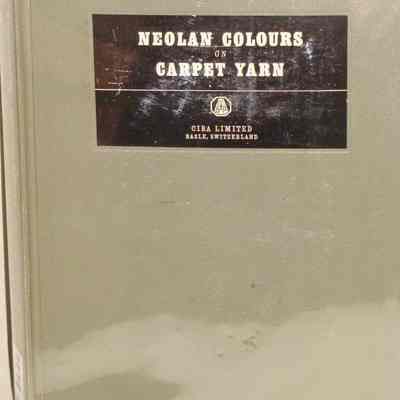 NEOLAN COLOURS
ON
CARPET YARN
CIBA LIMITED
BASLE, SWITZERLAND